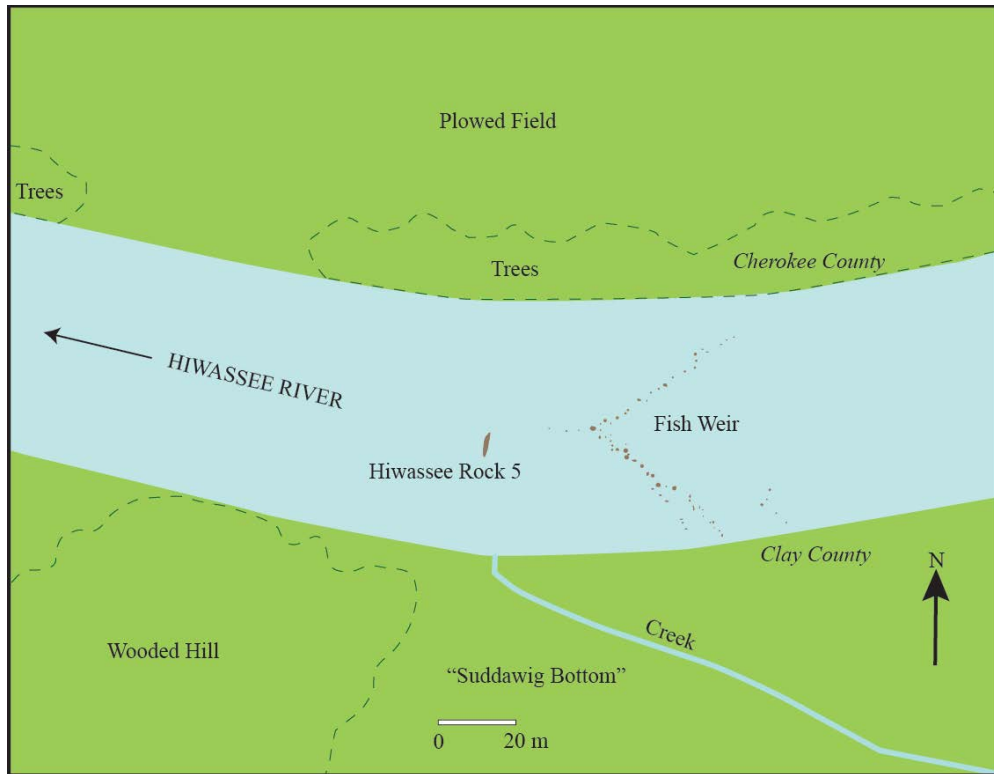 Plowed Field
Trees
Trees
Cherokee County
HIWASSEE RIVER
Fish Weir
Hiwassee Rock 5
Clay County
N
Creek
Wooded Hill
“Suddawig Bottom”
0 20 m